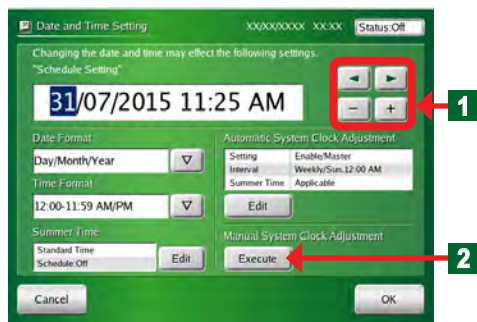 Date and Time Setting XX/XX/XXXX XX:XX Status:Off
Changing the date and time may effect the following settings.
"Schedule Setting"
31/07/2015 11:25 AM
◄ ►
− +
1
Date Format
Day/Month/Year
Time Format
12:00-11:59 AM/PM
Summer Time
Standard Time
Schedule:Off
Edit
Automatic System Clock Adjustment
Setting Enable/Master
Interval Weekly/Sun.12:00 AM
Summer Time Applicable
Edit
Manual System Clock Adjustment
Execute
2
Cancel
OK